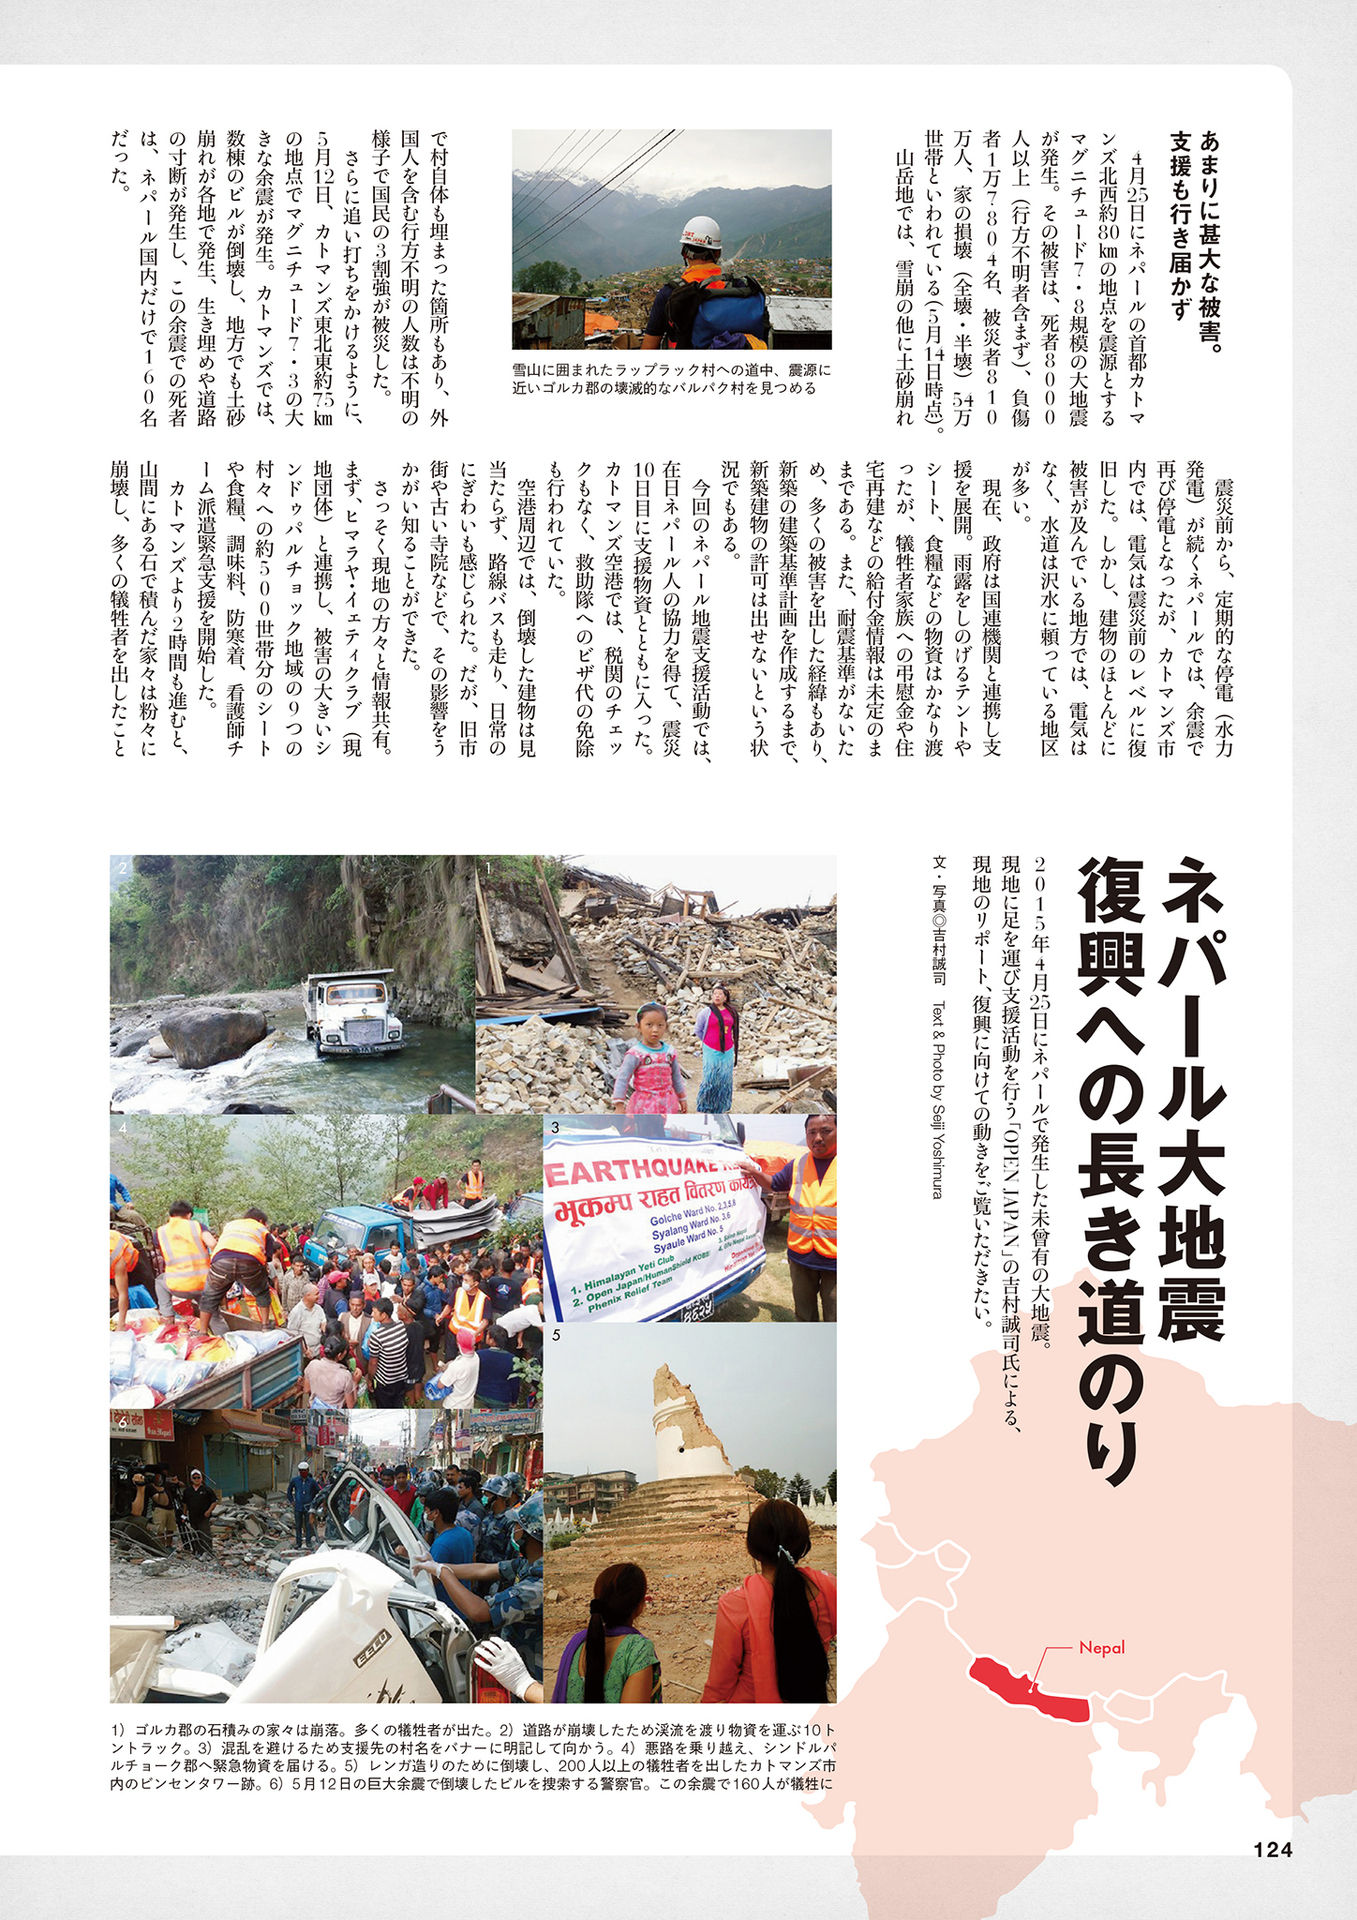 ネパール大地震
復興への長き道のり
2015年4月25日にネパールで発生した未曾有の大地震。
現地に足を運び支援活動を行う「OPEN JAPAN」の吉村誠司氏による、
現地のリポート、復興に向けての動きをご覧いただきたい。
文・写真◎吉村誠司　Text & Photo by Seiji Yoshimura
あまりに甚大な被害。
支援も行き届かず
4月25日にネパールの首都カトマ
ンズ北西約80㎞の地点を震源とする
マグニチュード7・8規模の大地震
が発生。その被害は、死者8000
人以上（行方不明者含まず）、負傷
者1万7804名、被災者810
万人、家の損壊（全壊・半壊）54万
世帯といわれている（5月14日時点）。
山岳地では、雪崩の他に土砂崩れ
で村自体も埋まった箇所もあり、外
国人を含む行方不明の人数は不明の
様子で国民の3割強が被災した。
さらに追い打ちをかけるように、
5月12日、カトマンズ東北東約75㎞
の地点でマグニチュード7・3の大
きな余震が発生。カトマンズでは、
数棟のビルが倒壊し、地方でも土砂
崩れが各地で発生、生き埋めや道路
の寸断が発生し、この余震での死者
は、ネパール国内だけで160名
だった。
雪山に囲まれたラップラック村への道中、震源に
近いゴルカ郡の壊滅的なバルパク村を見つめる
震災前から、定期的な停電（水力
発電）が続くネパールでは、余震で
再び停電となったが、カトマンズ市
内では、電気は震災前のレベルに復
旧した。しかし、建物のほとんどに
被害が及んでいる地方では、電気は
なく、水道は沢水に頼っている地区
が多い。
現在、政府は国連機関と連携し支
援を展開。雨露をしのげるテントや
シート、食糧などの物資はかなり渡
ったが、犠牲者家族への弔慰金や住
宅再建などの給付金情報は未定のま
まである。また、耐震基準がないた
め、多くの被害を出した経緯もあり、
新築の建築基準計画を作成するまで、
新築建物の許可は出せないという状
況でもある。
今回のネパール地震支援活動では、
在日ネパール人の協力を得て、震災
10日目に支援物資とともに入った。
カトマンズ空港では、税関のチェッ
クもなく、救助隊へのビザ代の免除
も行われていた。
空港周辺では、倒壊した建物は見
当たらず、路線バスも走り、日常の
にぎわいも感じられた。だが、旧市
街や古い寺院などで、その影響をう
かがい知ることができた。
さっそく現地の方々と情報共有。
まず、ヒマラヤ・イェティクラブ（現
地団体）と連携し、被害の大きいシ
ンドゥパルチョック地域の9つの
村々への約500世帯分のシート
や食糧、調味料、防寒着、看護師チ
ーム派遣緊急支援を開始した。
カトマンズより2時間も進むと、
山間にある石で積んだ家々は粉々に
崩壊し、多くの犠牲者を出したこと
1
2
3
4
5
6
EARTHQUAKE
भूकम्प राहत वितरण कार्यक्र
Golche Ward No. 2,3,5,8
Syalang Ward No. 3,6
Syaule Ward No. 5
1. Himalayan Yeti Club
2. Open Japan/HumanShield KOBE
Phenix Relief Team
EECO
Nepal
1）ゴルカ郡の石積みの家々は崩落。多くの犠牲者が出た。2）道路が崩壊したため渓流を渡り物資を運ぶ10ト
ントラック。3）混乱を避けるため支援先の村名をバナーに明記して向かう。4）悪路を乗り越え、シンドルパ
ルチョーク郡へ緊急物資を届ける。5）レンガ造りのために倒壊し、200人以上の犠牲者を出したカトマンズ市
内のビンセンタワー跡。6）5月12日の巨大余震で倒壊したビルを捜索する警察官。この余震で160人が犠牲に
124